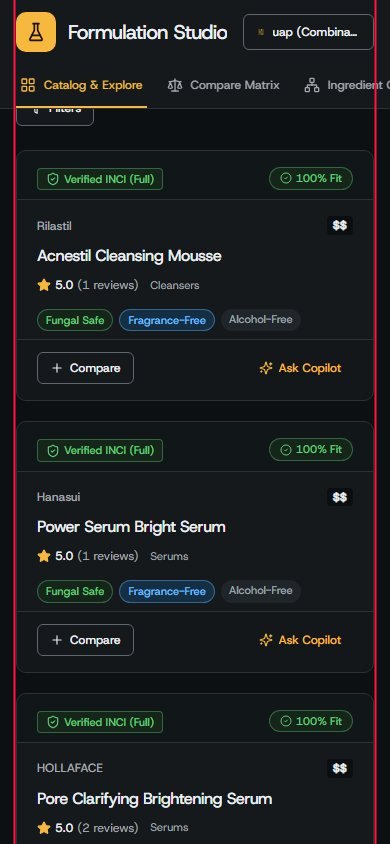 Formulation Studio
uap (Combina...
Catalog & Explore
Compare Matrix
Ingredient
Filters
Verified INCI (Full)
100% Fit
Rilastil
$$
Acnestil Cleansing Mousse
5.0 (1 reviews) Cleansers
Fungal Safe
Fragrance-Free
Alcohol-Free
Compare
Ask Copilot
Verified INCI (Full)
100% Fit
Hanasui
$$
Power Serum Bright Serum
5.0 (1 reviews) Serums
Fungal Safe
Fragrance-Free
Alcohol-Free
Compare
Ask Copilot
Verified INCI (Full)
100% Fit
HOLLAFACE
$$
Pore Clarifying Brightening Serum
5.0 (2 reviews) Serums